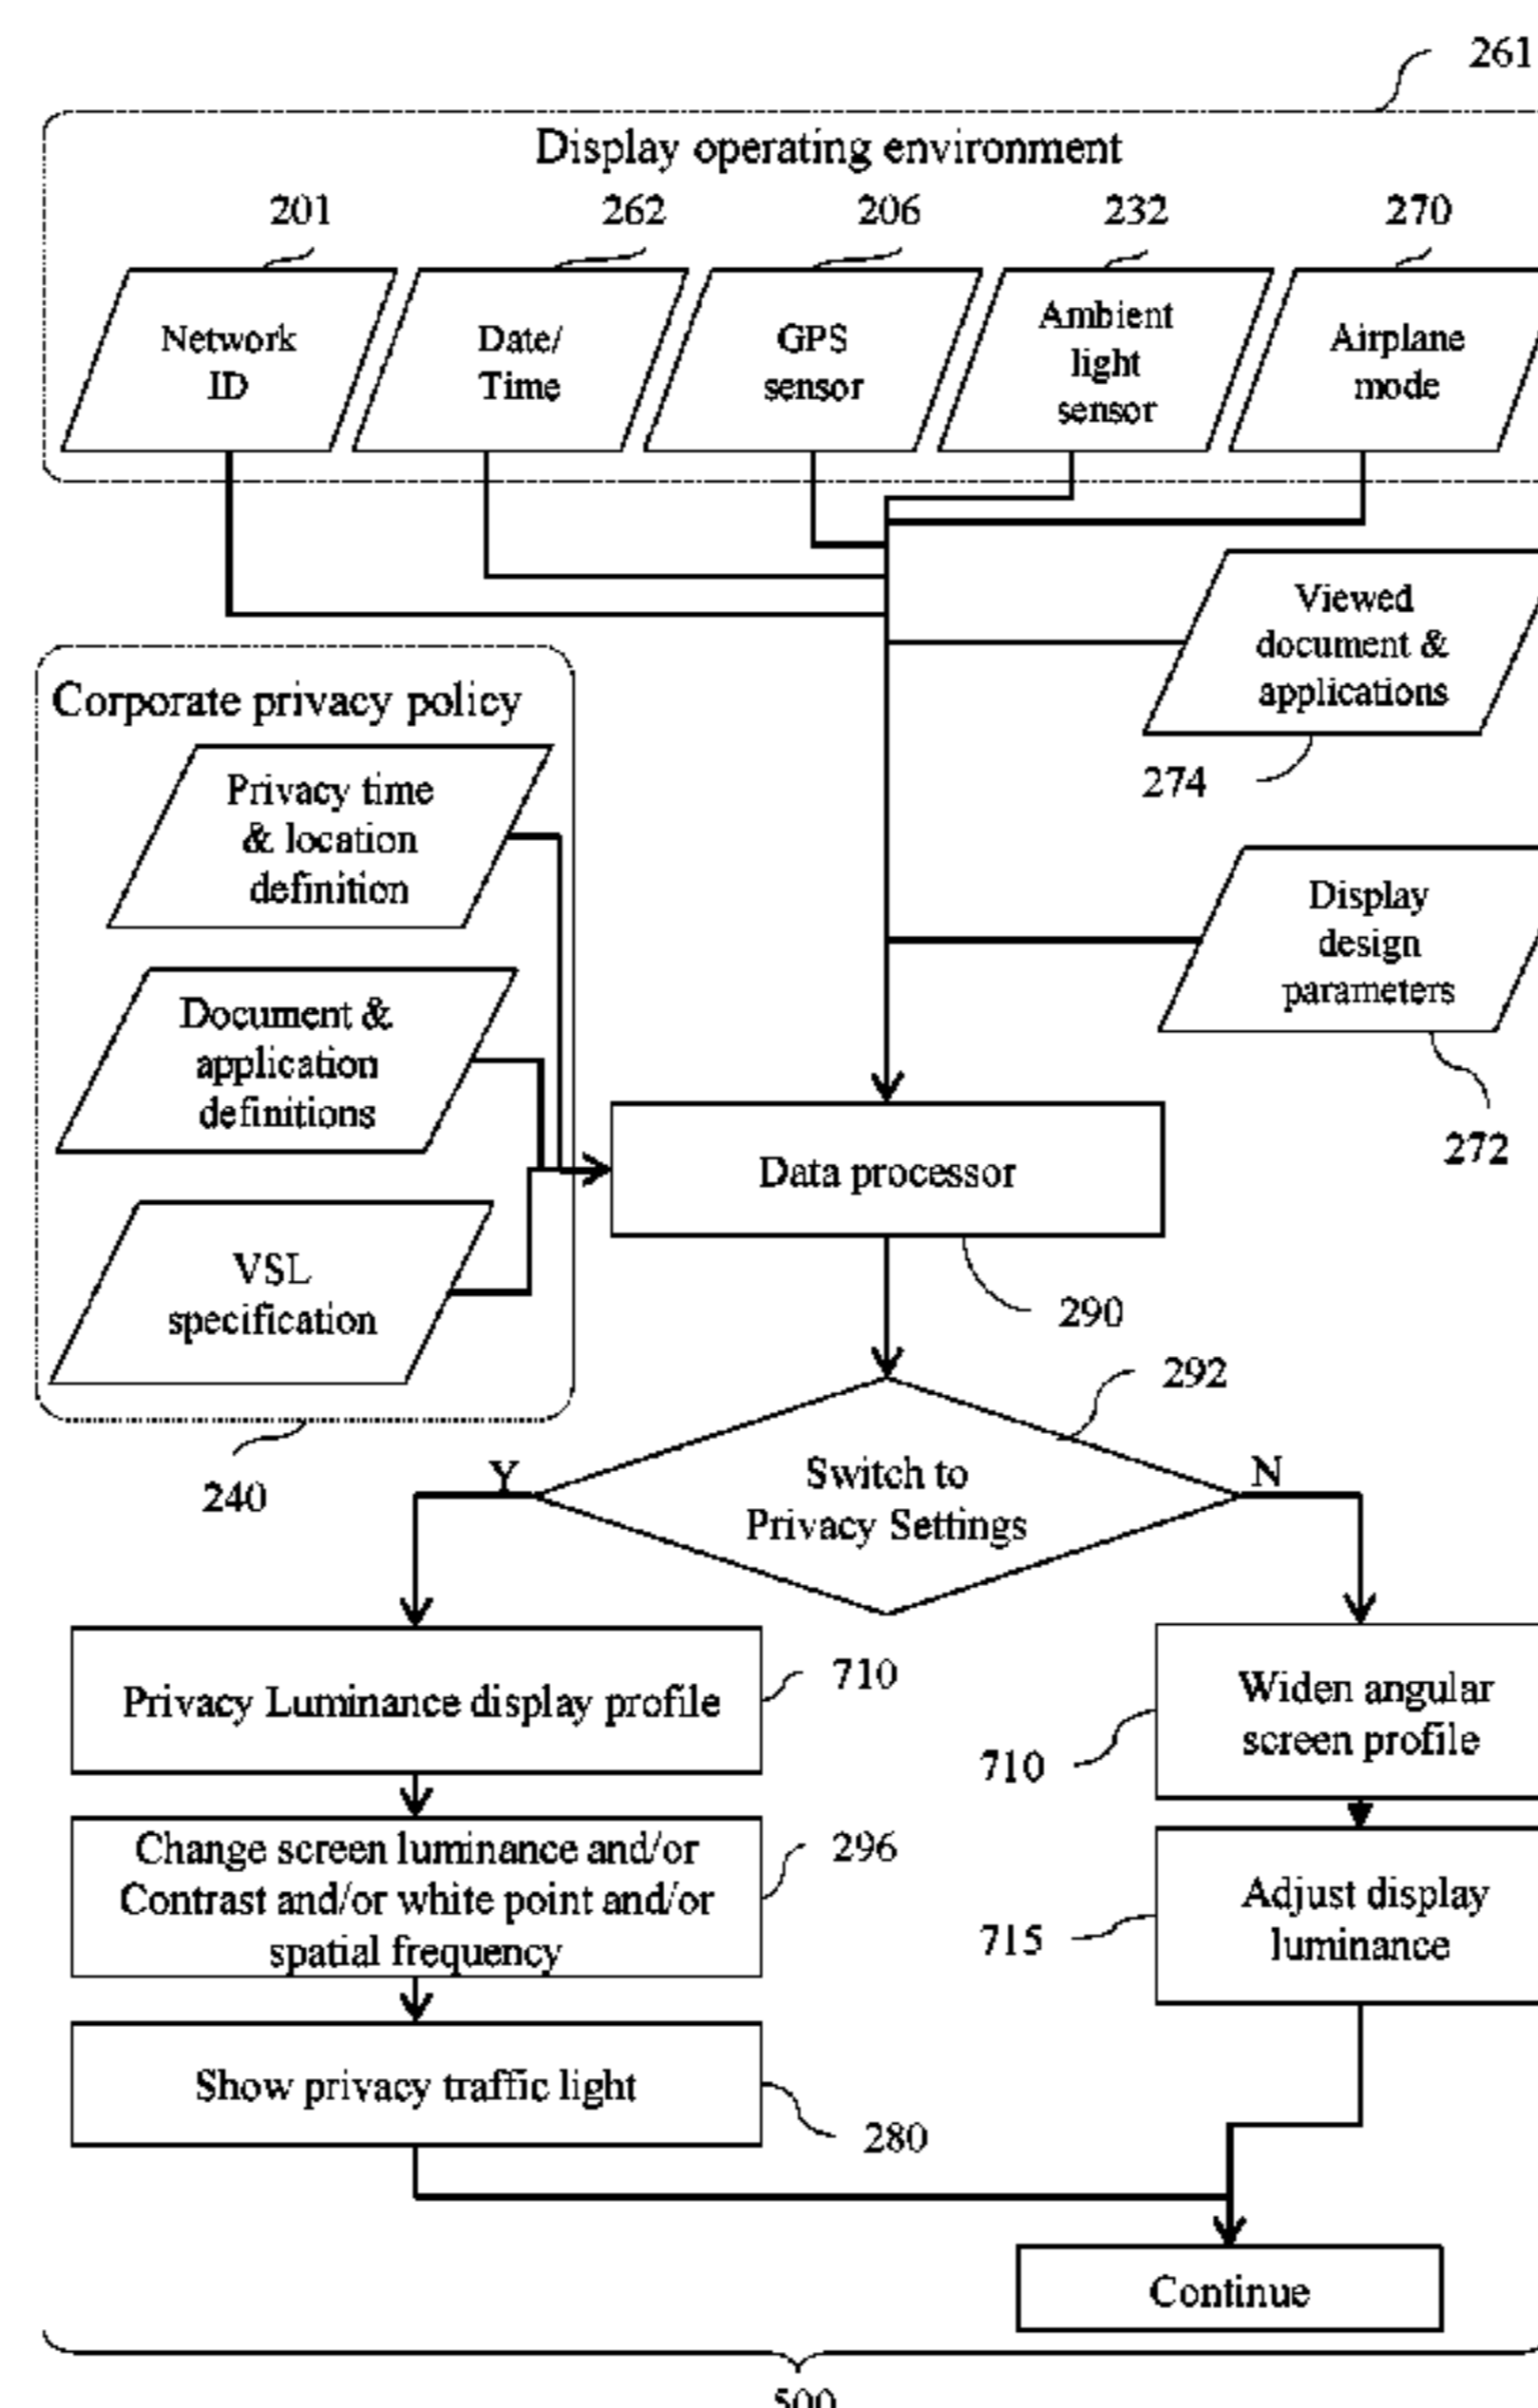 261
Display operating environment
201
262
206
232
270
Network
ID
Date/
Time
GPS
sensor
Ambient
light
sensor
Airplane
mode
Viewed
document &
applications
274
Corporate privacy policy
Privacy time
& location
definition
Display
design
parameters
272
Document &
application
definitions
Data processor
290
VSL
specification
240
292
Switch to
Privacy Settings
Y
N
Privacy Luminance display profile
710
Widen angular
screen profile
710
Change screen luminance and/or
Contrast and/or white point and/or
spatial frequency
296
Adjust display
luminance
715
Show privacy traffic light
280
Continue
500